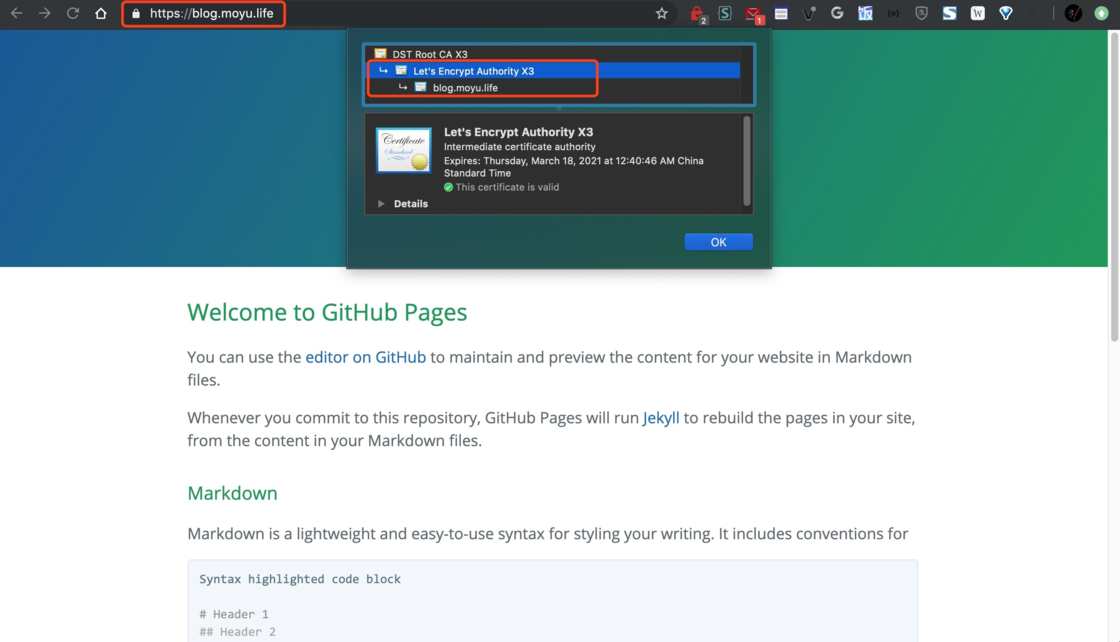 https://blog.moyu.life
2
1
DST Root CA X3
Let's Encrypt Authority X3
blog.moyu.life
Certificate
Standard
Let's Encrypt Authority X3
Intermediate certificate authority
Expires: Thursday, March 18, 2021 at 12:40:46 AM China
Standard Time
This certificate is valid
Details
OK
Welcome to GitHub Pages
You can use the editor on GitHub to maintain and preview the content for your website in Markdown
files.
Whenever you commit to this repository, GitHub Pages will run Jekyll to rebuild the pages in your site,
from the content in your Markdown files.
Markdown
Markdown is a lightweight and easy-to-use syntax for styling your writing. It includes conventions for
Syntax highlighted code block
# Header 1
## Header 2